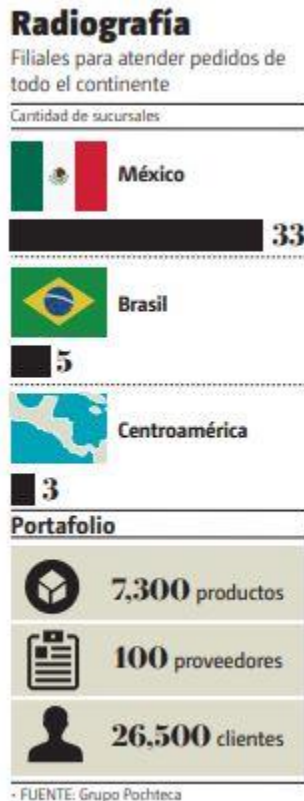 Radiografía
Filiales para atender pedidos de
todo el continente
Cantidad de sucursales
México
33
Brasil
5
Centroamérica
3
Portafolio
7,300 productos
100 proveedores
26,500 clientes
• FUENTE: Grupo Pochteca